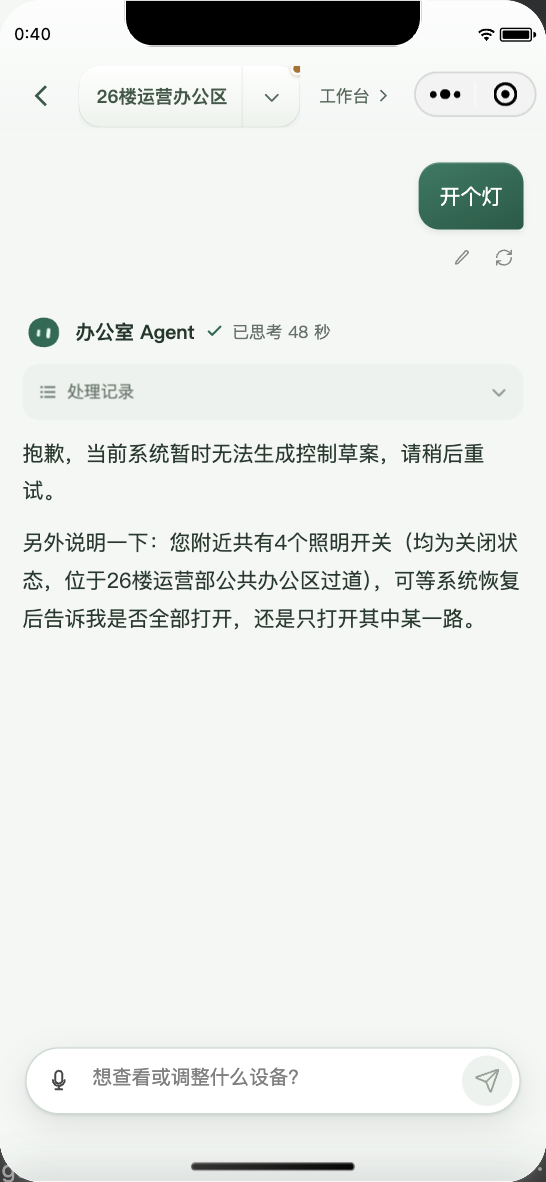 0:40
26楼运营办公区
工作台
开个灯
办公室 Agent 已思考 48 秒
处理记录
抱歉，当前系统暂时无法生成控制草案，请稍后重
试。
另外说明一下：您附近共有4个照明开关（均为关闭状
态，位于26楼运营部公共办公区过道），可等系统恢复
后告诉我是否全部打开，还是只打开其中某一路。
想查看或调整什么设备？